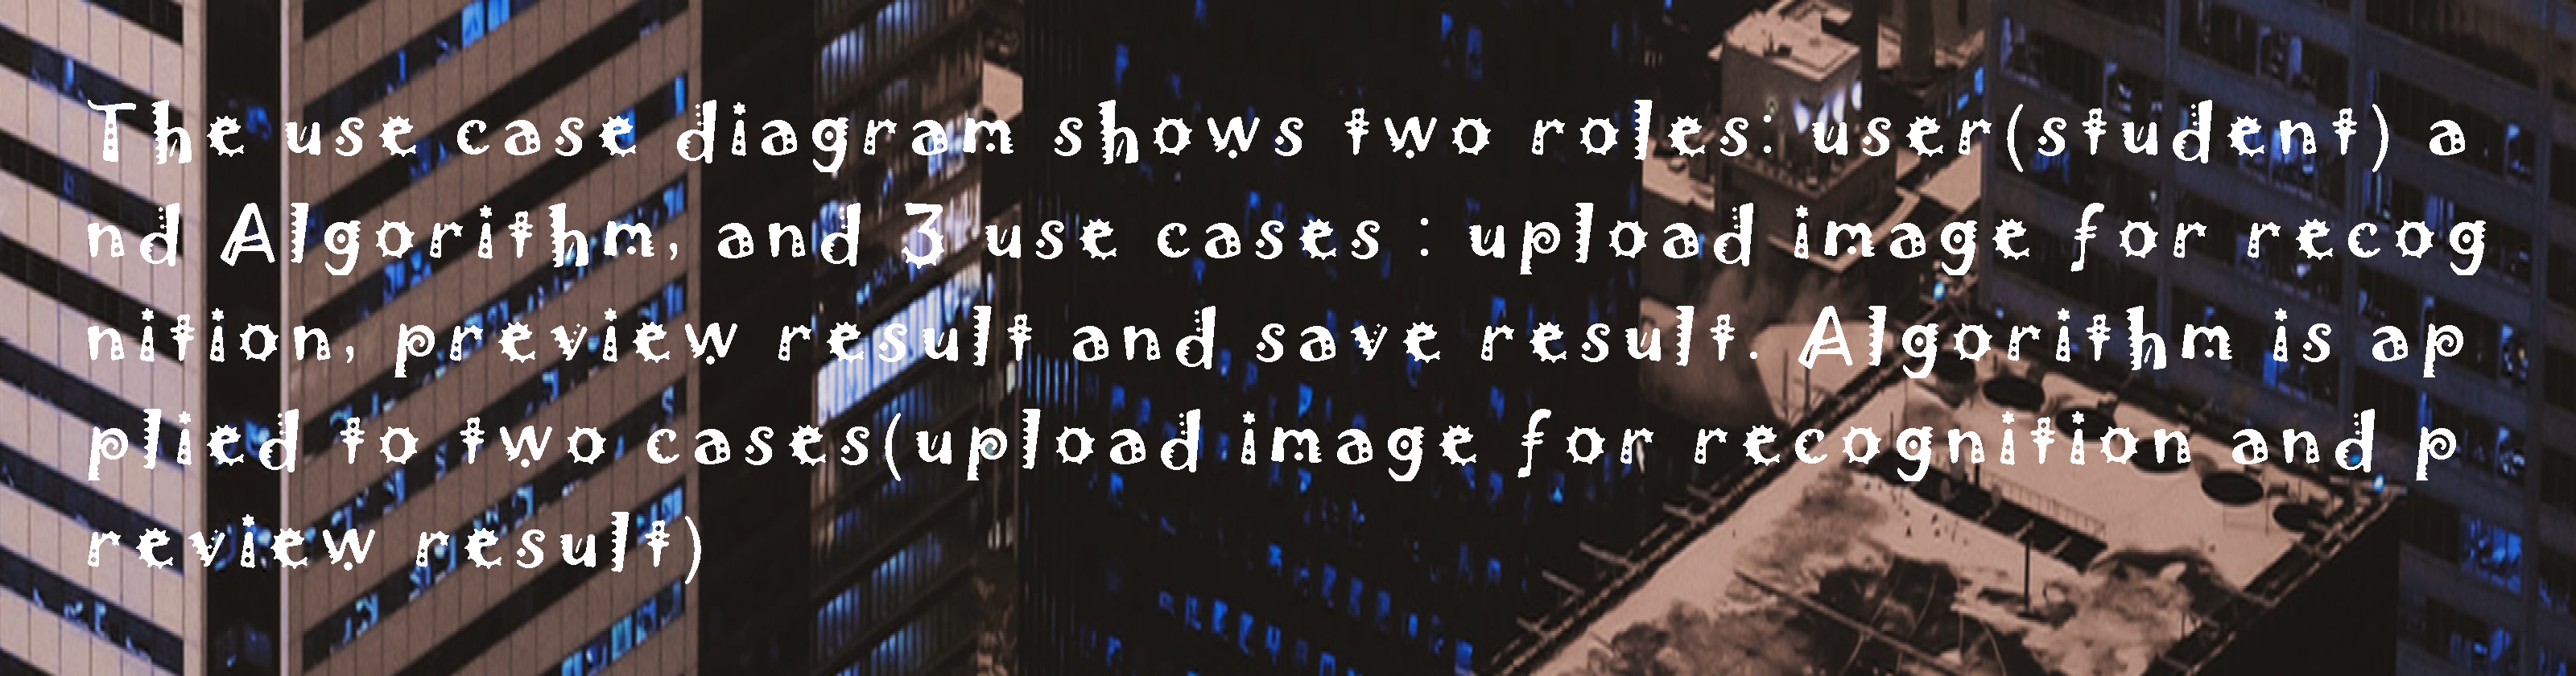 The use case diagram shows two roles: user(student) a
nd Algorithm, and 3 use cases : upload image for recog
nition, preview result and save result. Algorithm is ap
plied to two cases(upload image for recognition and p
review result)